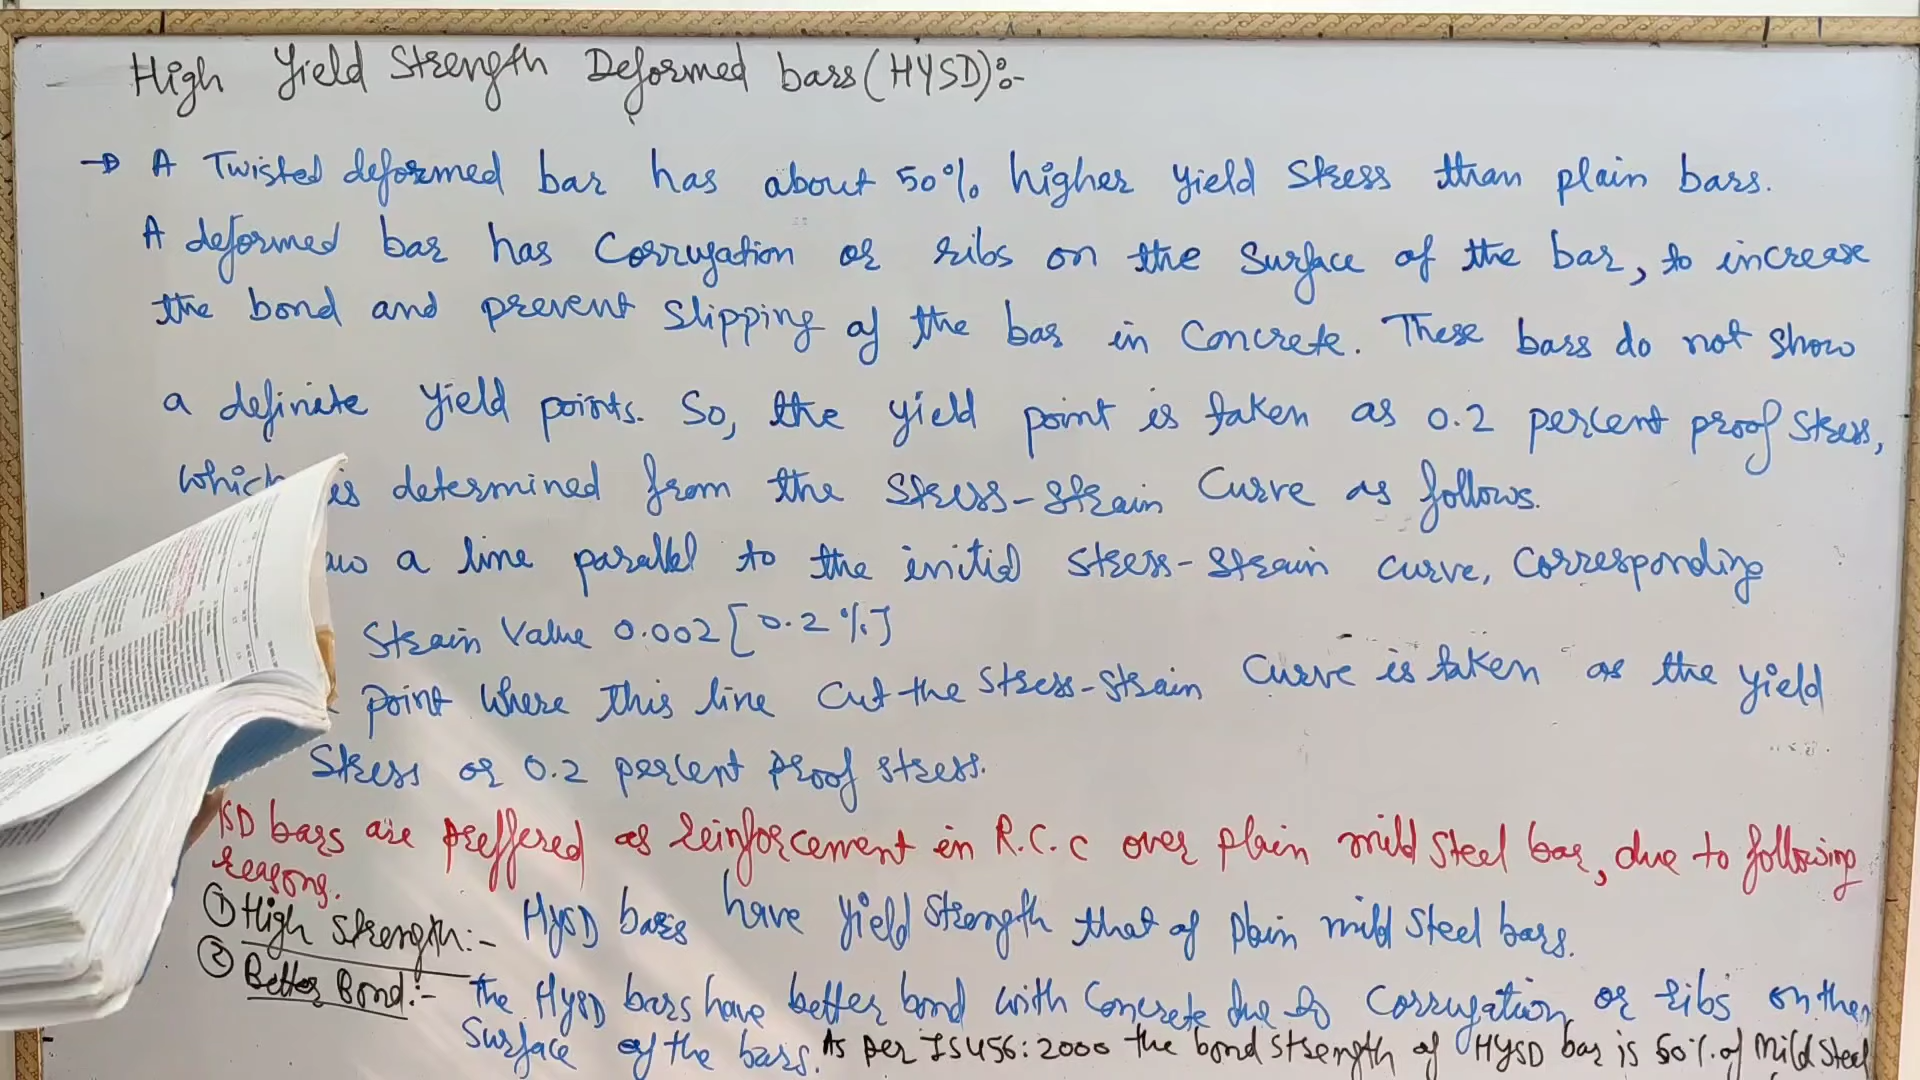 High Yield Strength Deformed bars (HYSD):-
→ A Twisted deformed bar has about 50% higher yield stress than plain bars.
A deformed bar has Corrugation or ribs on the Surface of the bar, to increase
the bond and prevent slipping of the bar in Concrete. These bars do not show
a definite yield points. So, the yield point is taken as 0.2 percent proof stress,
which is determined from the stress-strain Curve as follows.
a line parallel to the initial stress-strain curve, Corresponding
Strain Value 0.002 [0.2%]
point where this line cut the stress-strain Curve is taken as the yield
Stress or 0.2 percent proof stress.
SD bars are preffered as reinforcement in R.C.C over plain mild steel bar, due to following
reasons.
① High Strength:- HYSD bars have yield strength that of plain mild steel bars.
② Better Bond:- The HYSD bars have better bond with Concrete due to Corrugation or ribs on the
Surface of the bars. As per IS456:2000 the bond strength of HYSD bar is 60% of mild steel